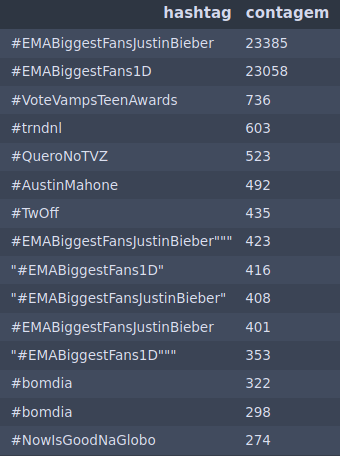 hashtag contagem
#EMABiggestFansJustinBieber 23385
#EMABiggestFans1D 23058
#VoteVampsTeenAwards 736
#trndnl 603
#QueroNoTVZ 523
#AustinMahone 492
#TwOff 435
#EMABiggestFansJustinBieber""" 423
"#EMABiggestFans1D" 416
"#EMABiggestFansJustinBieber" 408
#EMABiggestFansJustinBieber 401
"#EMABiggestFans1D""" 353
#bomdia 322
#bomdia 298
#NowIsGoodNaGlobo 274